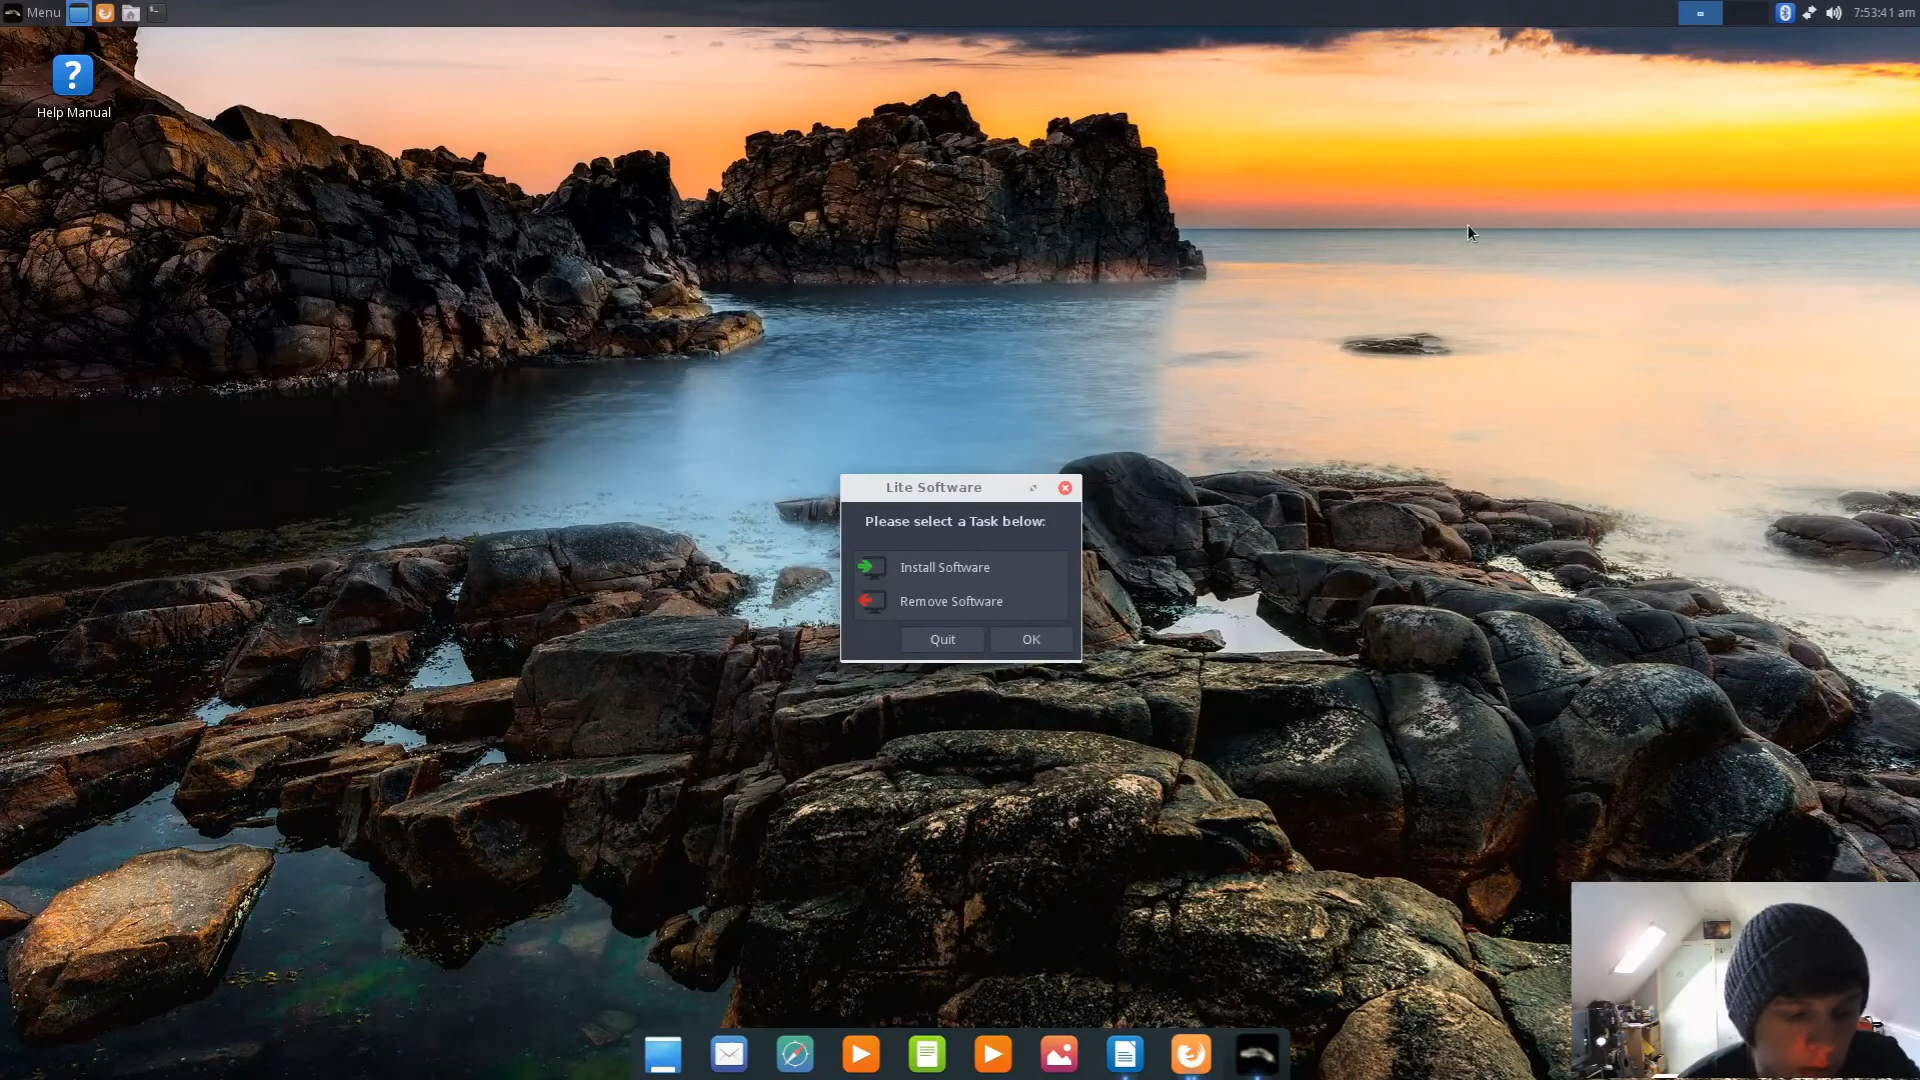 Menu
7:53:41 am
?
Help Manual
Lite Software
Please select a Task below:
Install Software
Remove Software
Quit
OK